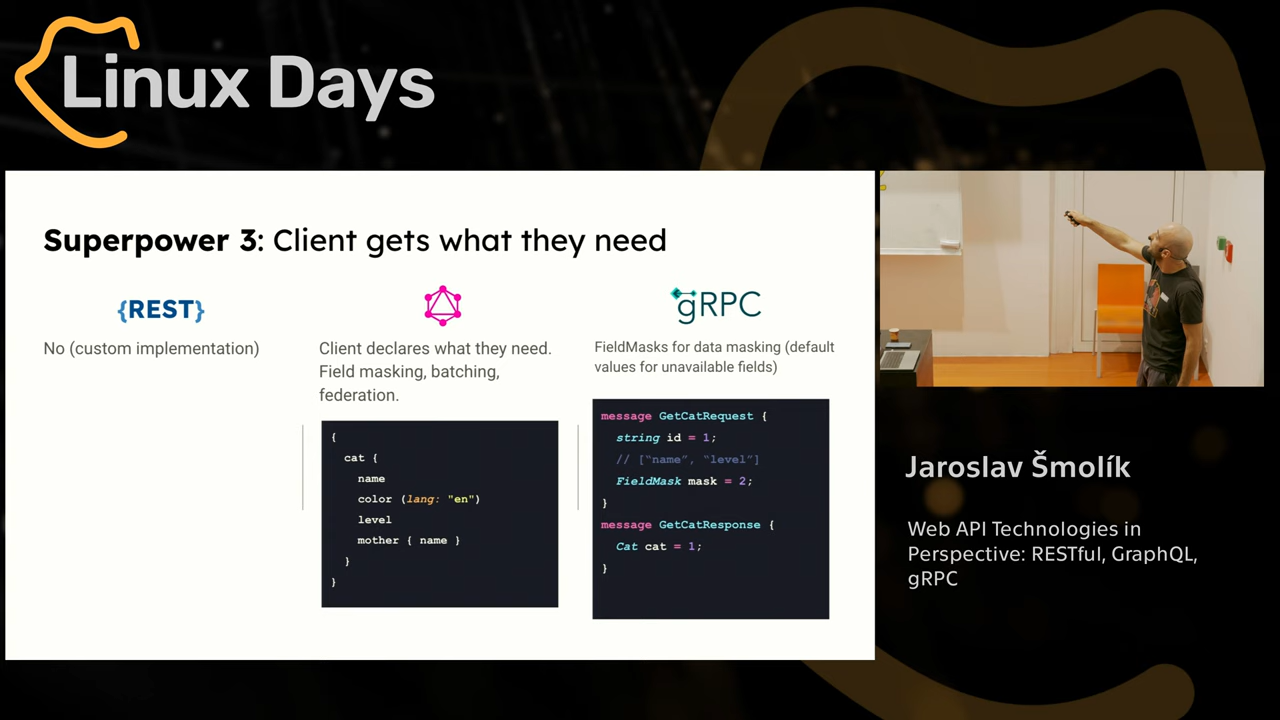 Linux Days
Superpower 3: Client gets what they need
{REST}
No (custom implementation)
Client declares what they need.
Field masking, batching,
federation.
{
cat {
name
color (lang: "en")
level
mother { name }
}
}
gRPC
FieldMasks for data masking (default
values for unavailable fields)
message GetCatRequest {
string id = 1;
// [“name”, “level”]
FieldMask mask = 2;
}
message GetCatResponse {
Cat cat = 1;
}
Jaroslav Šmolík
Web API Technologies in
Perspective: RESTful, GraphQL,
gRPC